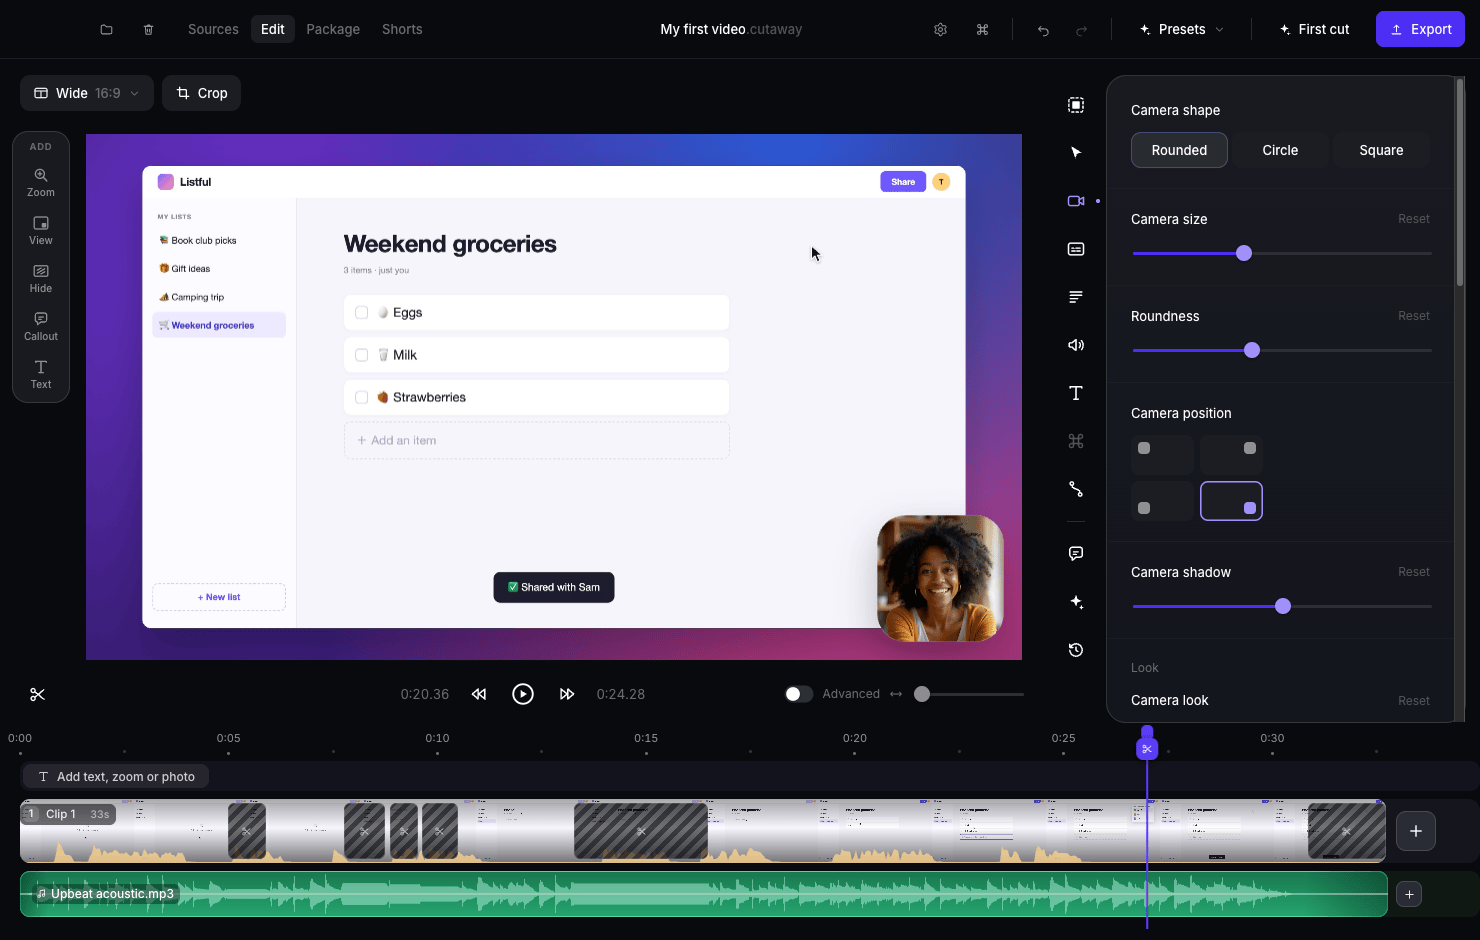 Sources Edit Package Shorts
My first video.cutaway
Presets First cut Export
Wide 16:9 Crop
ADD
Zoom
View
Hide
Callout
Text
Listful
Share T
MY LISTS
Book club picks
Gift ideas
Camping trip
Weekend groceries
+ New list
Weekend groceries
3 items · just you
Eggs
Milk
Strawberries
+ Add an item
Shared with Sam
Camera shape
Rounded Circle Square
Camera size Reset
Roundness Reset
Camera position
Camera shadow Reset
Look
Camera look Reset
0:20.36 0:24.28
Advanced
0:00 0:05 0:10 0:15 0:20 0:25 0:30
Add text, zoom or photo
1 Clip 1 33s
Upbeat acoustic.mp3